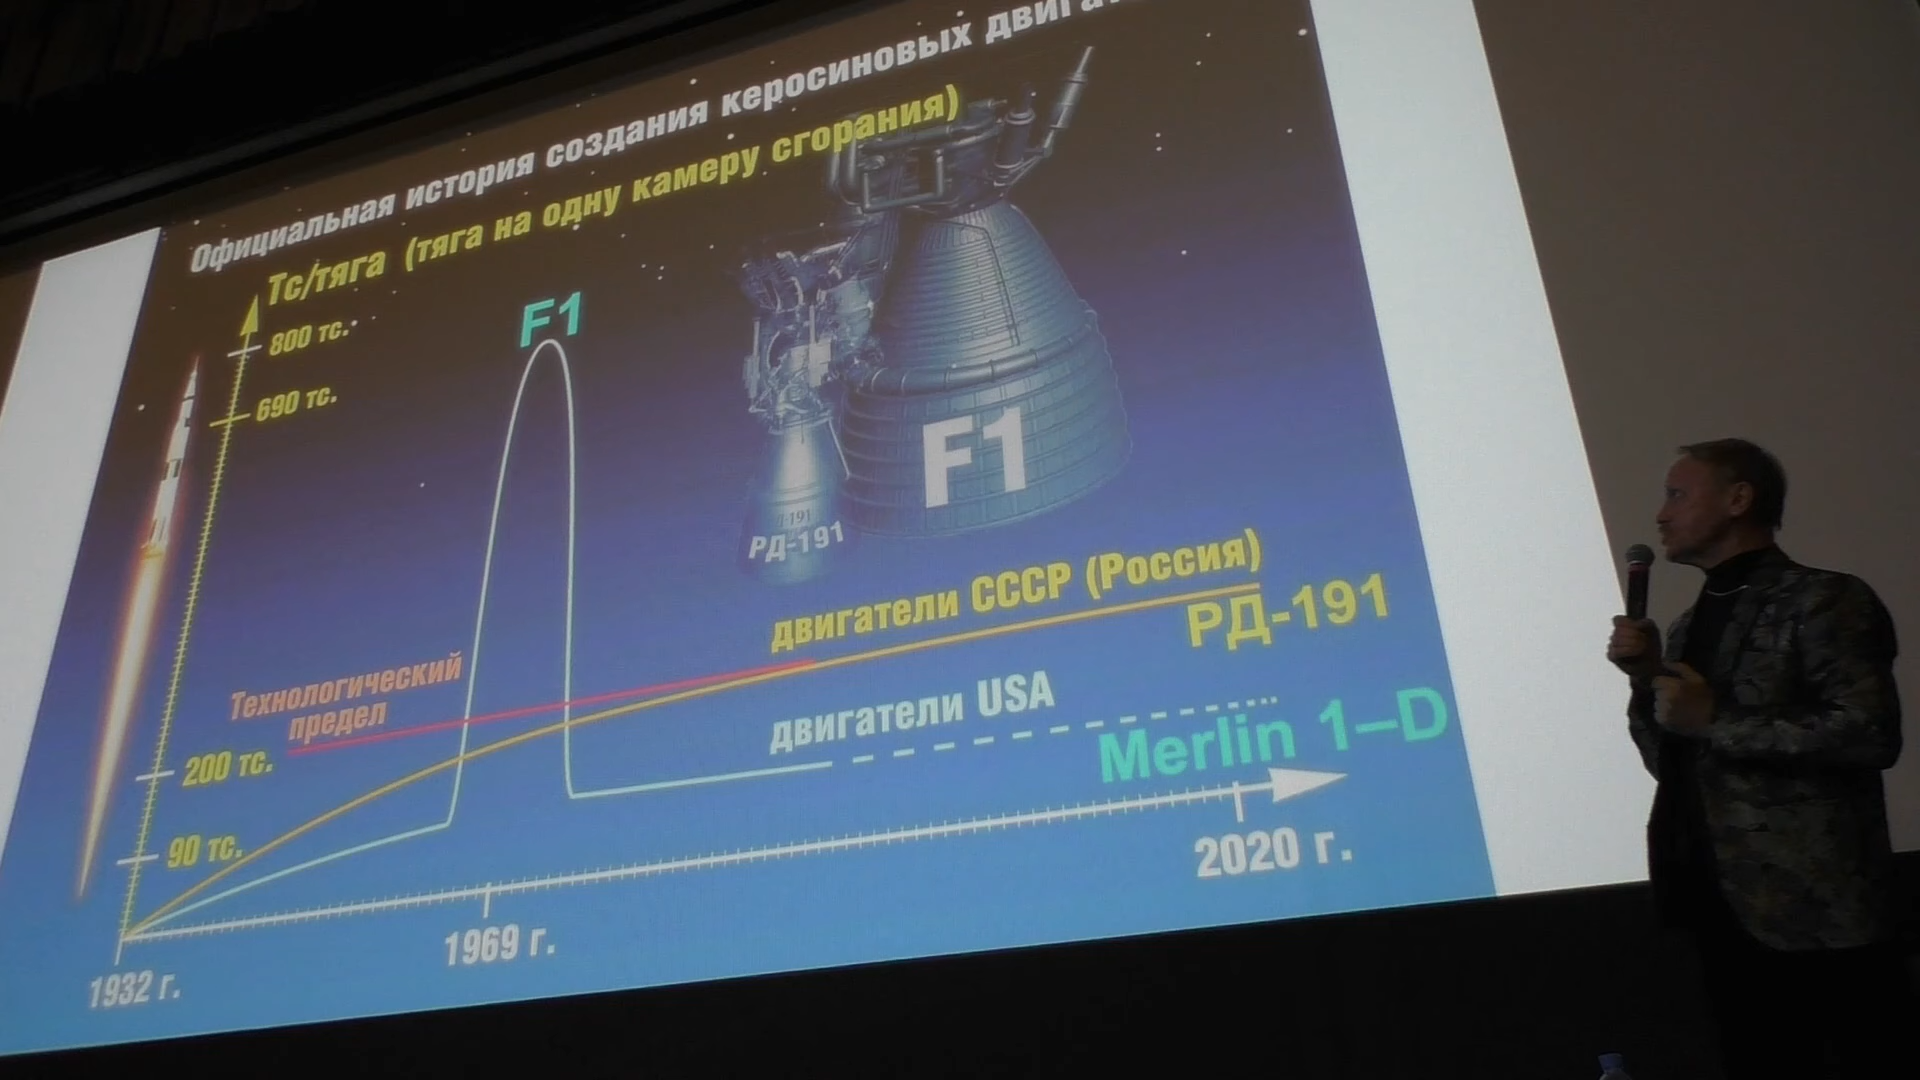 Официальная история создания керосиновых
Тс/тяга (тяга на одну камеру сгорания)
F1
800 тс.
690 тс.
F1
РД-191
двигатели СССР (Россия)
РД-191
Технологический
предел
двигатели USA
Merlin 1-D
200 тс.
90 тс.
2020 г.
1969 г.
1932 г.